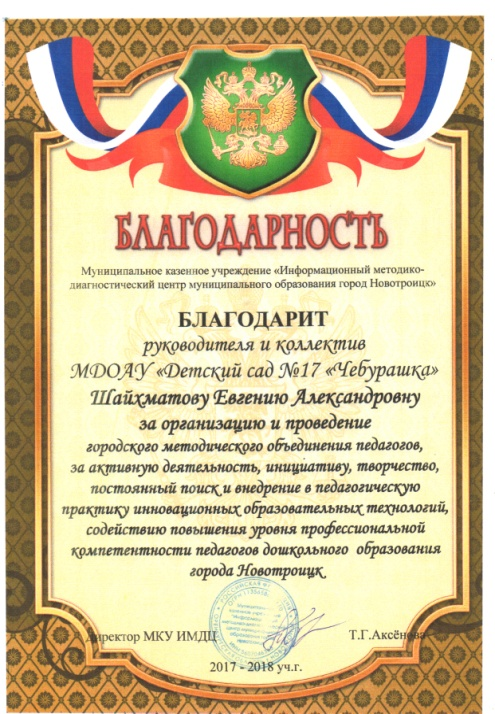 БЛАГОДАРНОСТЬ
Муниципальное казенное учреждение «Информационный методико-
диагностический центр муниципального образования город Новотроицк»
БЛАГОДАРИТ
руководителя и коллектив
МДОАУ «Детский сад №17 «Чебурашка»
Шайхматову Евгению Александровну
за организацию и проведение
городского методического объединения педагогов,
за активную деятельность, инициативу, творчество,
постоянный поиск и внедрение в педагогическую
практику инновационных образовательных технологий,
содействию повышения уровня профессиональной
компетентности педагогов дошкольного образования
города Новотроицк
Директор МКУ ИМДЦ Т.Г.Аксёнова
2017 - 2018 уч.г.